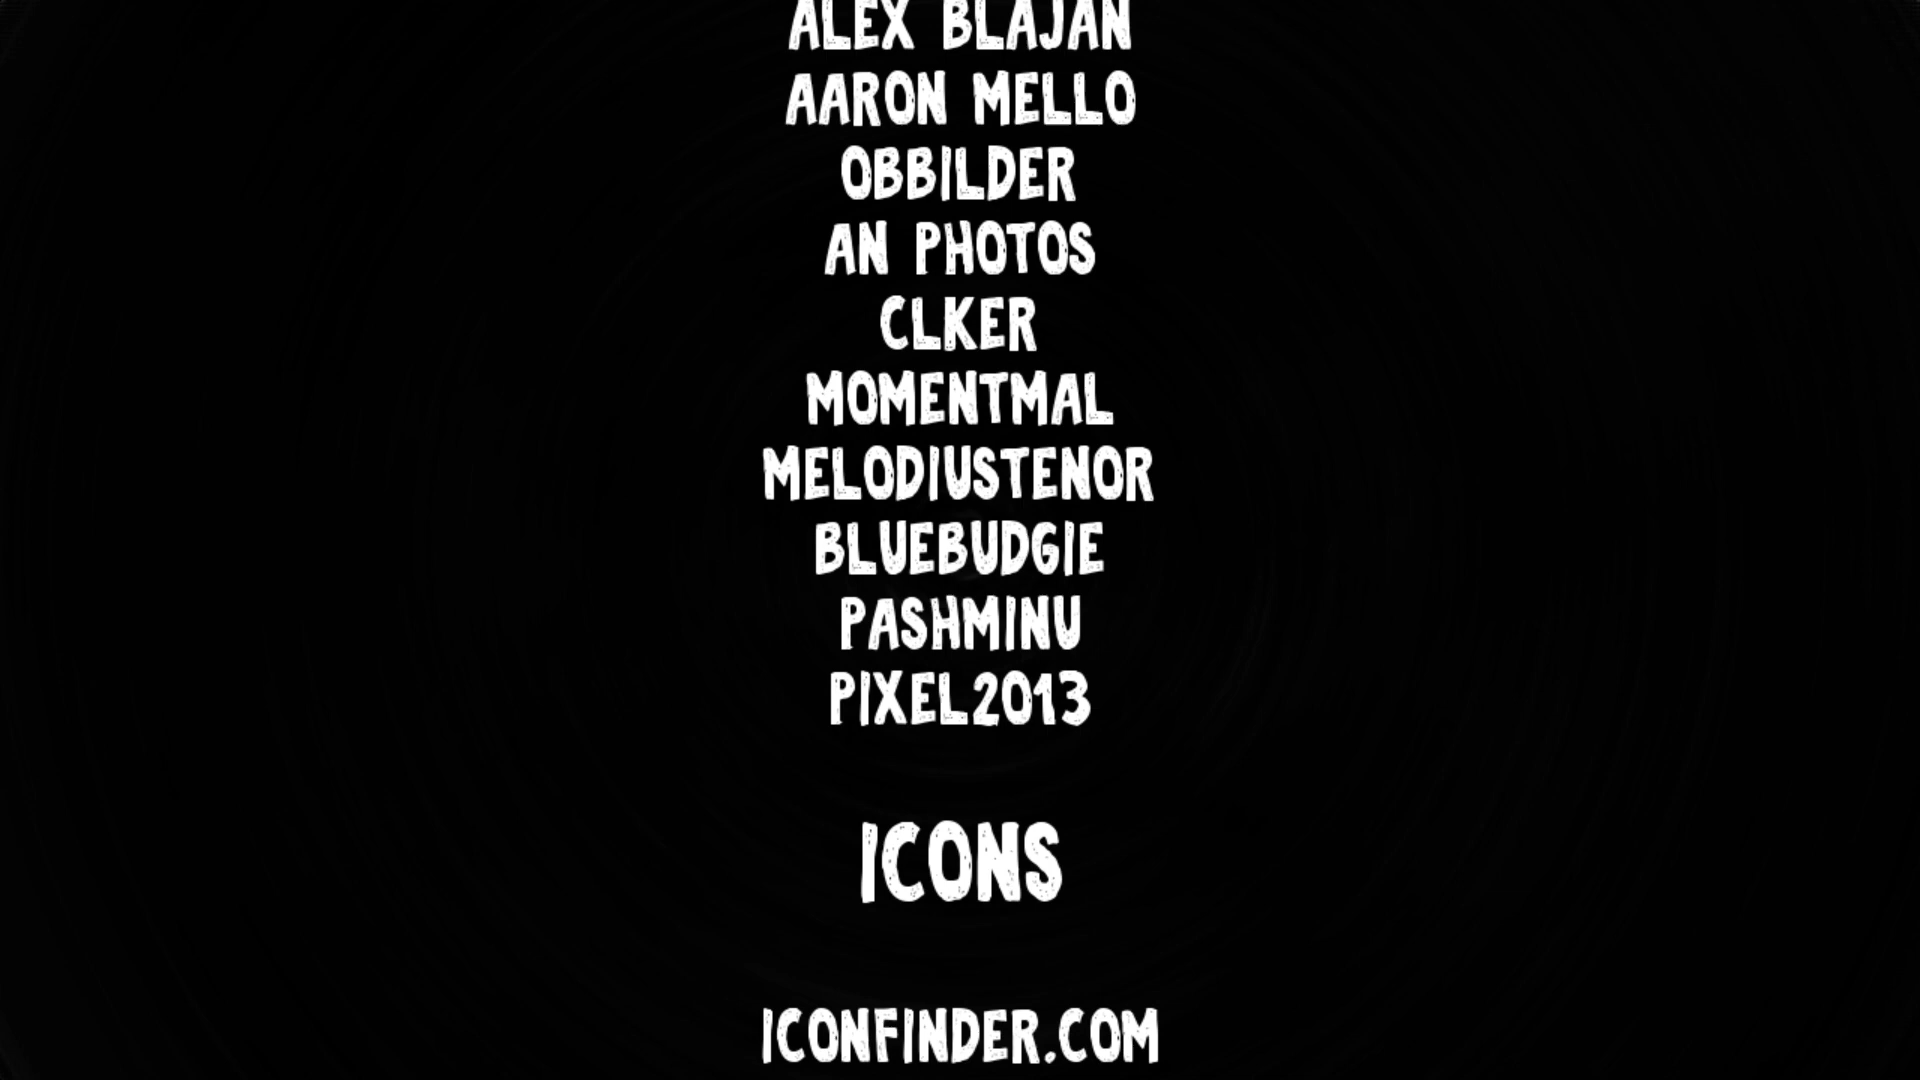 ALEX BLAJAN
AARON MELLO
OBBILDER
AN PHOTOS
CLKER
MOMENTMAL
MELODIUSTENOR
BLUEBUDGIE
PASHMINU
PIXEL2013
ICONS
ICONFINDER.COM